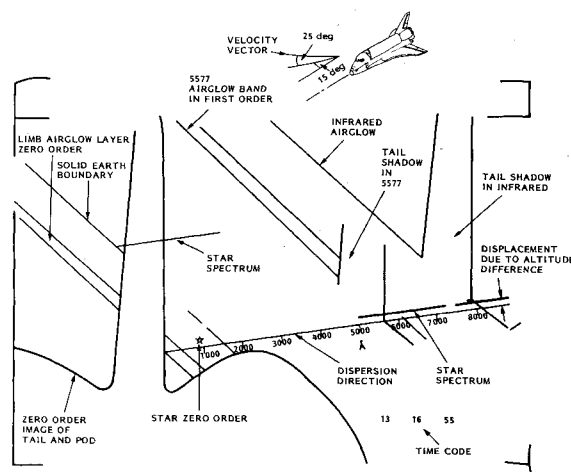 VELOCITY
VECTOR
25 deg
15 deg
5577
AIRGLOW BAND
IN FIRST ORDER
LIMB AIRGLOW LAYER
ZERO ORDER
SOLID EARTH
BOUNDARY
INFRARED
AIRGLOW
TAIL
SHADOW
IN
5577
TAIL SHADOW
IN INFRARED
DISPLACEMENT
DUE TO ALTITUDE
DIFFERENCE
STAR
SPECTRUM
1000 2000 3000 4000 5000 6000 7000 8000
Å
DISPERSION
DIRECTION
STAR
SPECTRUM
ZERO ORDER
IMAGE OF
TAIL AND POD
STAR ZERO ORDER
13 16 55
TIME CODE